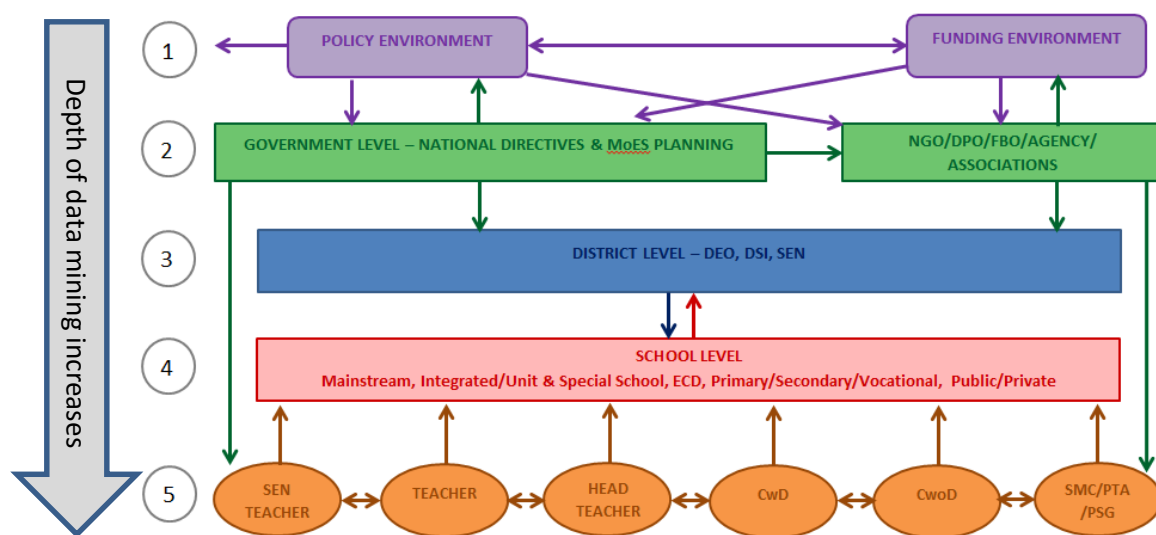 Depth of data mining increases
1
POLICY ENVIRONMENT
FUNDING ENVIRONMENT
2
GOVERNMENT LEVEL – NATIONAL DIRECTIVES & MoES PLANNING
NGO/DPO/FBO/AGENCY/
ASSOCIATIONS
3
DISTRICT LEVEL – DEO, DSI, SEN
4
SCHOOL LEVEL
Mainstream, Integrated/Unit & Special School, ECD, Primary/Secondary/Vocational, Public/Private
5
SEN
TEACHER
TEACHER
HEAD
TEACHER
CwD
CwoD
SMC/PTA
/PSG